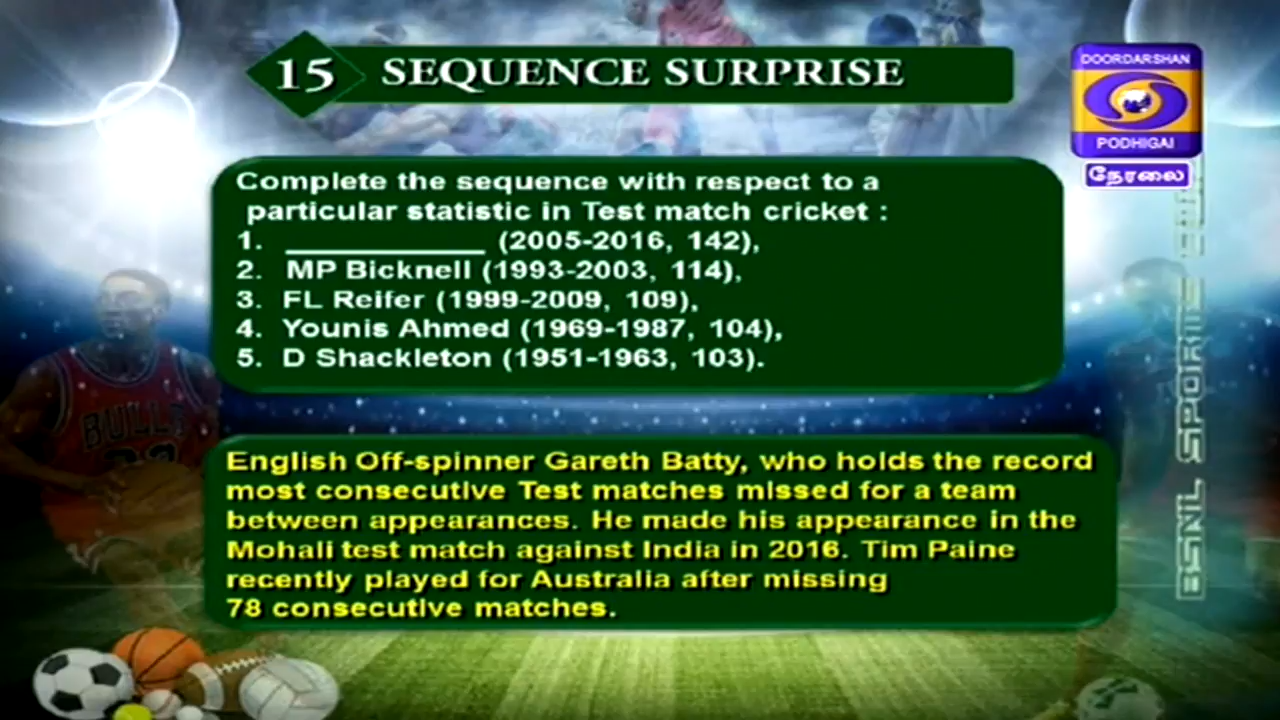 15 SEQUENCE SURPRISE
DOORDARSHAN
PODHIGAI
நேரலை
Complete the sequence with respect to a
particular statistic in Test match cricket :
1. __________ (2005-2016, 142),
2. MP Bicknell (1993-2003, 114),
3. FL Reifer (1999-2009, 109),
4. Younis Ahmed (1969-1987, 104),
5. D Shackleton (1951-1963, 103).
English Off-spinner Gareth Batty, who holds the record
most consecutive Test matches missed for a team
between appearances. He made his appearance in the
Mohali test match against India in 2016. Tim Paine
recently played for Australia after missing
78 consecutive matches.
BULLS